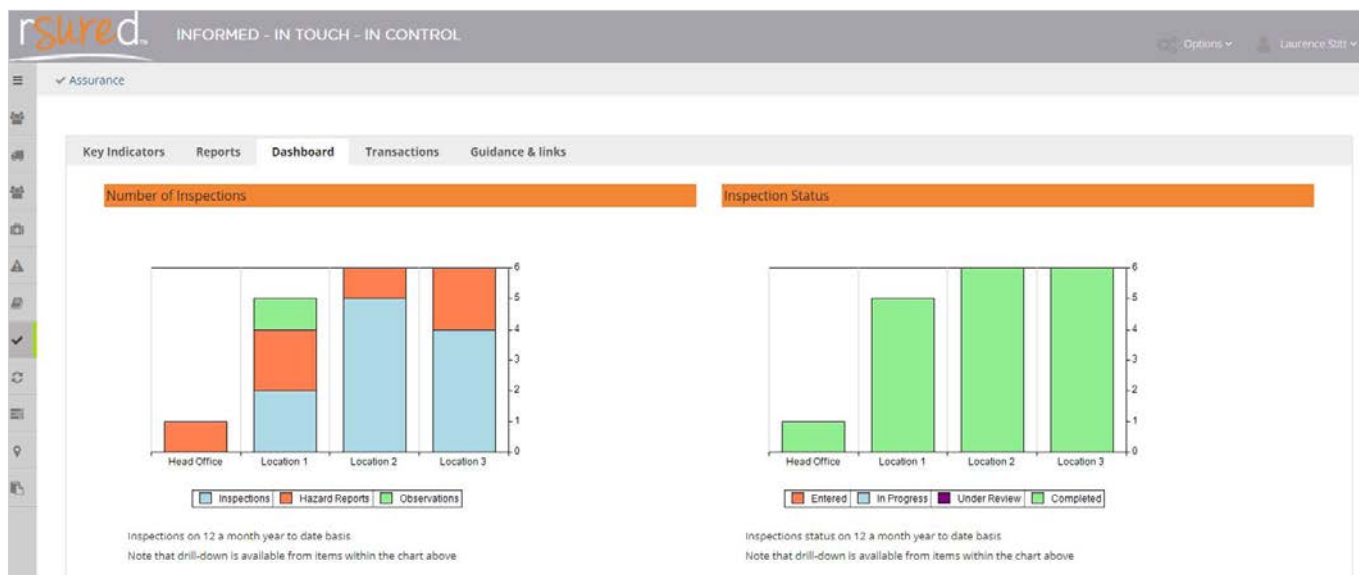 rsured™ INFORMED - IN TOUCH - IN CONTROL
Options Laurence Stitt
Assurance
Key Indicators Reports Dashboard Transactions Guidance & links
Number of Inspections
6
5
4
3
2
1
0
Head Office Location 1 Location 2 Location 3
Inspections Hazard Reports Observations
Inspections on 12 a month year to date basis
Note that drill-down is available from items within the chart above
Inspection Status
6
5
4
3
2
1
0
Head Office Location 1 Location 2 Location 3
Entered In Progress Under Review Completed
Inspections status on 12 a month year to date basis
Note that drill-down is available from items within the chart above